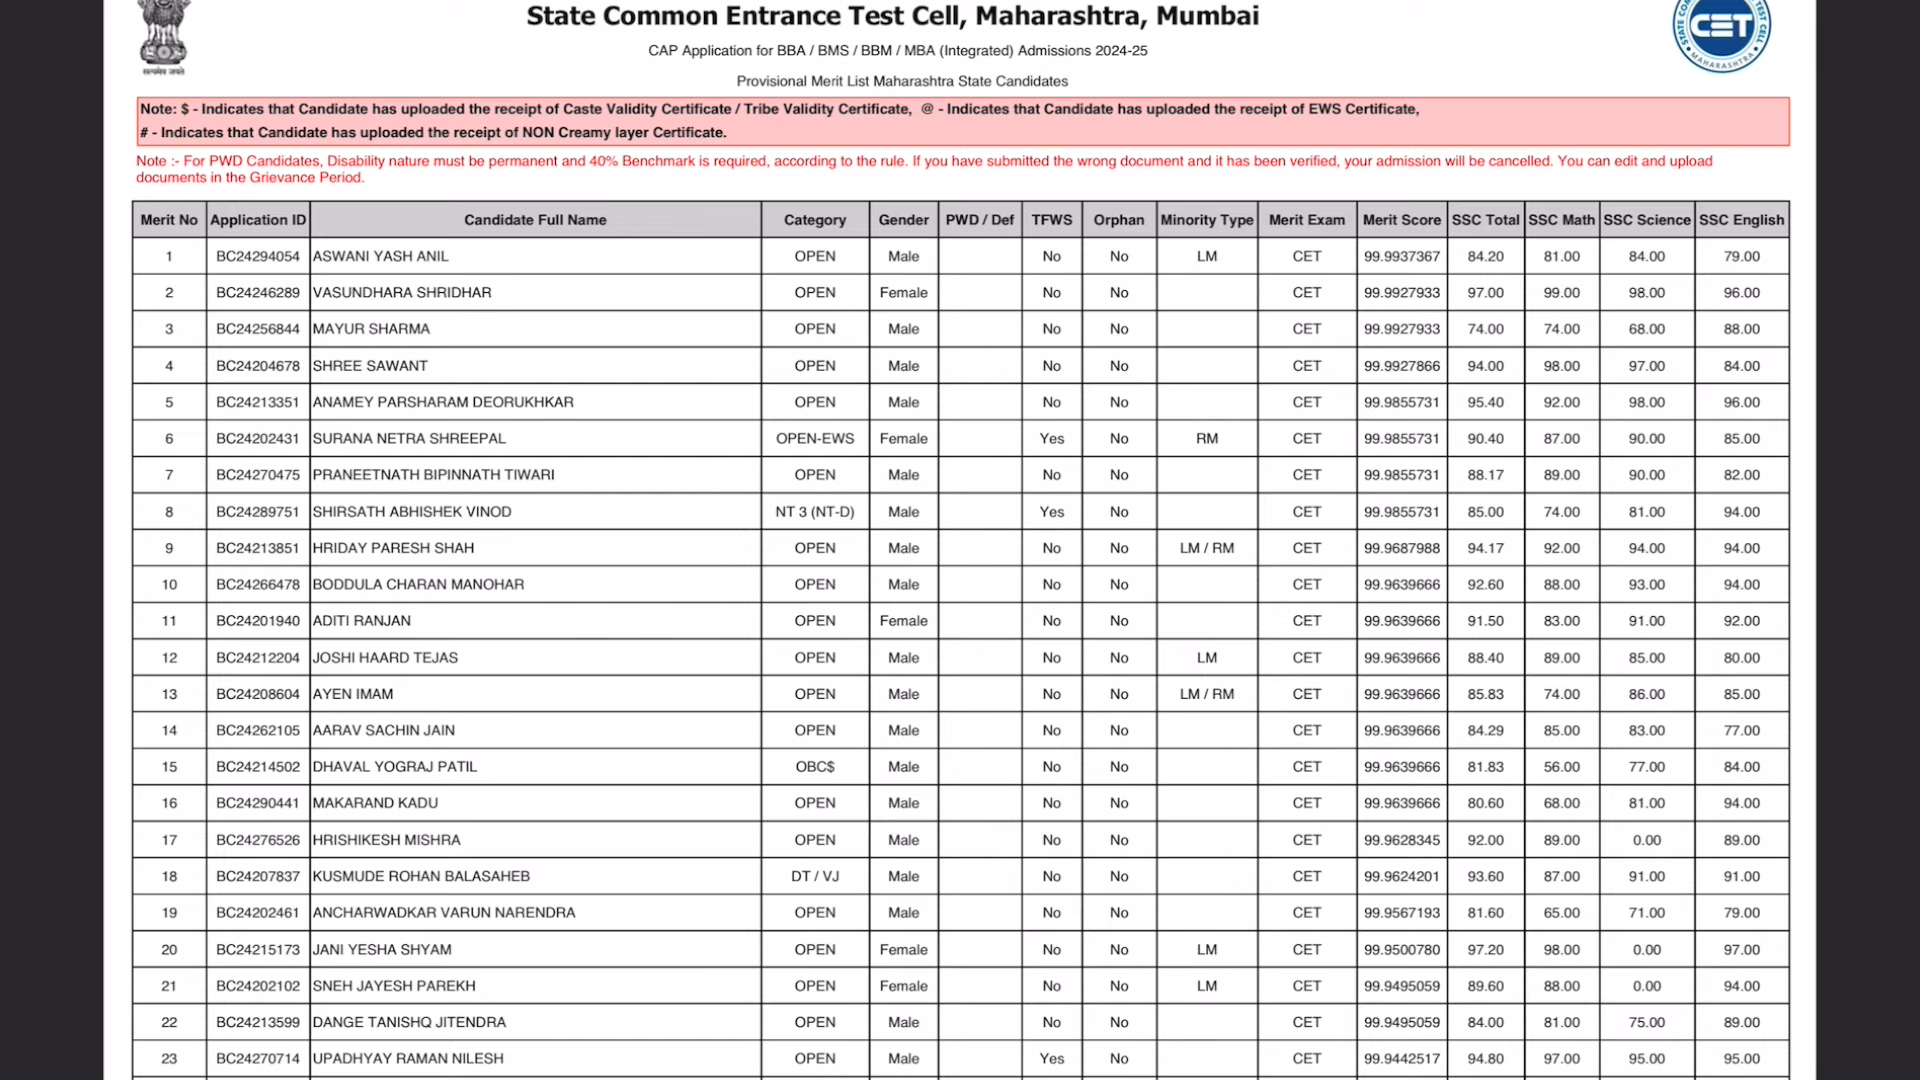 State Common Entrance Test Cell, Maharashtra, Mumbai
CAP Application for BBA / BMS / BBM / MBA (Integrated) Admissions 2024-25
Provisional Merit List Maharashtra State Candidates
सत्यमेव जयते
CET
MAHARASHTRA
Note: $ - Indicates that Candidate has uploaded the receipt of Caste Validity Certificate / Tribe Validity Certificate, @ - Indicates that Candidate has uploaded the receipt of EWS Certificate,
# - Indicates that Candidate has uploaded the receipt of NON Creamy layer Certificate.
Note :- For PWD Candidates, Disability nature must be permanent and 40% Benchmark is required, according to the rule. If you have submitted the wrong document and it has been verified, your admission will be cancelled. You can edit and upload
documents in the Grievance Period.
Merit No Application ID Candidate Full Name Category Gender PWD / Def TFWS Orphan Minority Type Merit Exam Merit Score SSC Total SSC Math SSC Science SSC English
1 BC24294054 ASWANI YASH ANIL OPEN Male No No LM CET 99.9937367 84.20 81.00 84.00 79.00
2 BC24246289 VASUNDHARA SHRIDHAR OPEN Female No No CET 99.9927933 97.00 99.00 98.00 96.00
3 BC24256844 MAYUR SHARMA OPEN Male No No CET 99.9927933 74.00 74.00 68.00 88.00
4 BC24204678 SHREE SAWANT OPEN Male No No CET 99.9927866 94.00 98.00 97.00 84.00
5 BC24213351 ANAMEY PARSHARAM DEORUKHKAR OPEN Male No No CET 99.9855731 95.40 92.00 98.00 96.00
6 BC24202431 SURANA NETRA SHREEPAL OPEN-EWS Female Yes No RM CET 99.9855731 90.40 87.00 90.00 85.00
7 BC24270475 PRANEETNATH BIPINNATH TIWARI OPEN Male No No CET 99.9855731 88.17 89.00 90.00 82.00
8 BC24289751 SHIRSATH ABHISHEK VINOD NT 3 (NT-D) Male Yes No CET 99.9855731 85.00 74.00 81.00 94.00
9 BC24213851 HRIDAY PARESH SHAH OPEN Male No No LM / RM CET 99.9687988 94.17 92.00 94.00 94.00
10 BC24266478 BODDULA CHARAN MANOHAR OPEN Male No No CET 99.9639666 92.60 88.00 93.00 94.00
11 BC24201940 ADITI RANJAN OPEN Female No No CET 99.9639666 91.50 83.00 91.00 92.00
12 BC24212204 JOSHI HAARD TEJAS OPEN Male No No LM CET 99.9639666 88.40 89.00 85.00 80.00
13 BC24208604 AYEN IMAM OPEN Male No No LM / RM CET 99.9639666 85.83 74.00 86.00 85.00
14 BC24262105 AARAV SACHIN JAIN OPEN Male No No CET 99.9639666 84.29 85.00 83.00 77.00
15 BC24214502 DHAVAL YOGRAJ PATIL OBC$ Male No No CET 99.9639666 81.83 56.00 77.00 84.00
16 BC24290441 MAKARAND KADU OPEN Male No No CET 99.9639666 80.60 68.00 81.00 94.00
17 BC24276526 HRISHIKESH MISHRA OPEN Male No No CET 99.9628345 92.00 89.00 0.00 89.00
18 BC24207837 KUSMUDE ROHAN BALASAHEB DT / VJ Male No No CET 99.9624201 93.60 87.00 91.00 91.00
19 BC24202461 ANCHARWADKAR VARUN NARENDRA OPEN Male No No CET 99.9567193 81.60 65.00 71.00 79.00
20 BC24215173 JANI YESHA SHYAM OPEN Female No No LM CET 99.9500780 97.20 98.00 0.00 97.00
21 BC24202102 SNEH JAYESH PAREKH OPEN Female No No LM CET 99.9495059 89.60 88.00 0.00 94.00
22 BC24213599 DANGE TANISHQ JITENDRA OPEN Male No No CET 99.9495059 84.00 81.00 75.00 89.00
23 BC24270714 UPADHYAY RAMAN NILESH OPEN Male Yes No CET 99.9442517 94.80 97.00 95.00 95.00